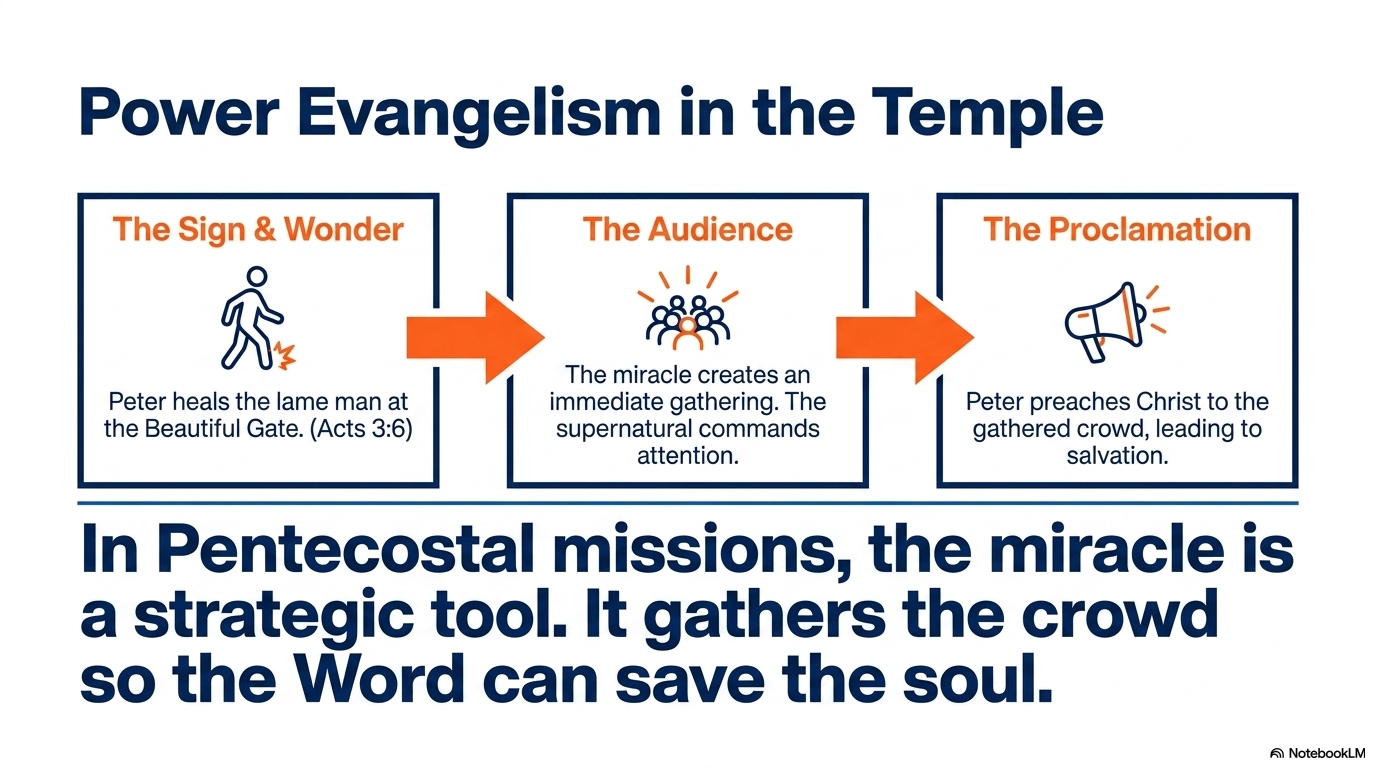 Power Evangelism in the Temple
The Sign & Wonder
Peter heals the lame man at
the Beautiful Gate. (Acts 3:6)
The Audience
The miracle creates an
immediate gathering. The
supernatural commands
attention.
The Proclamation
Peter preaches Christ to the
gathered crowd, leading to
salvation.
In Pentecostal missions, the miracle is
a strategic tool. It gathers the crowd
so the Word can save the soul.
NotebookLM